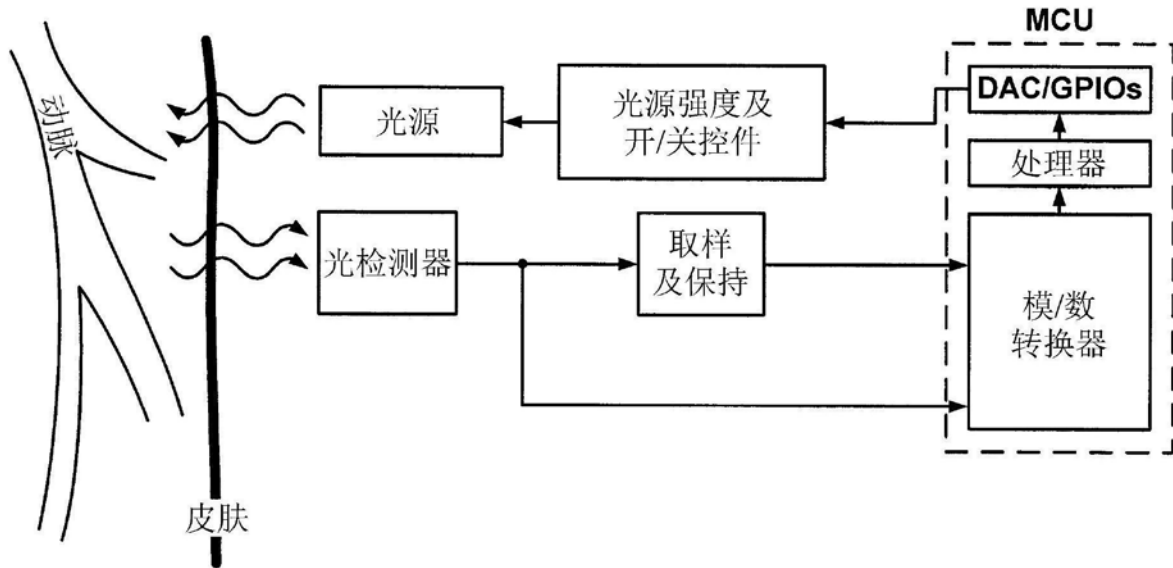 MCU
DAC/GPIOs
处理器
模/数
转换器
光源强度及
开/关控件
光源
动脉
光检测器
取样
及保持
皮肤